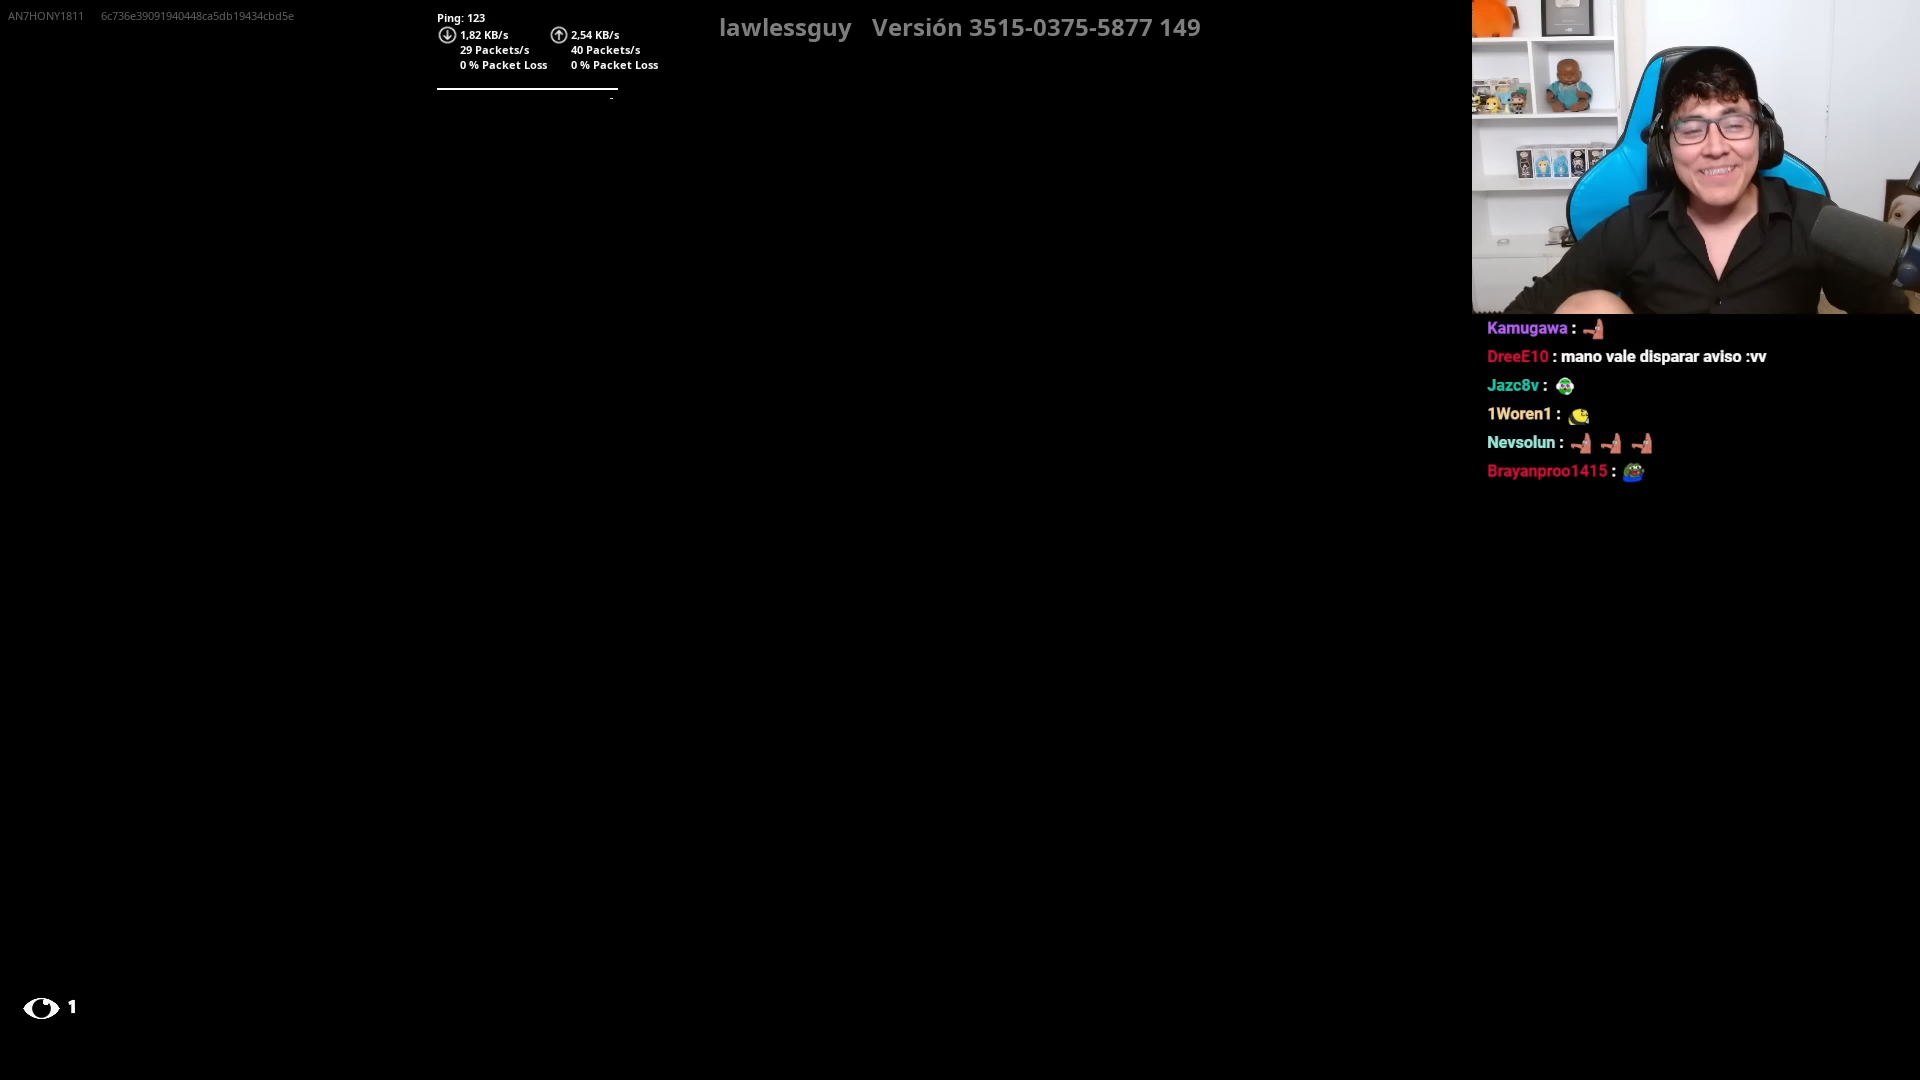 AN7HONY1811 6c736e39091940448ca5db19434cbd5e
Ping: 123
1,82 KB/s 2,54 KB/s
29 Packets/s 40 Packets/s
0 % Packet Loss 0 % Packet Loss
lawlessguy Versión 3515-0375-5877 149
Kamugawa :
DreeE10 : mano vale disparar aviso :vv
Jazc8v :
1Woren1 :
Nevsolun :
Brayanproo1415 :
1